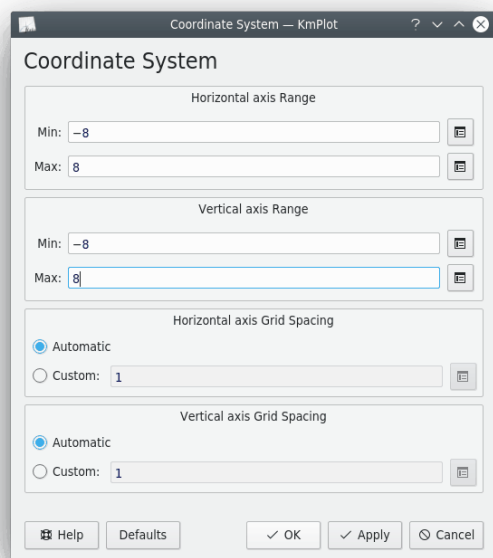 Coordinate System — KmPlot
Coordinate System
Horizontal axis Range
Min: −8
Max: 8
Vertical axis Range
Min: −8
Max: 8
Horizontal axis Grid Spacing
Automatic
Custom: 1
Vertical axis Grid Spacing
Automatic
Custom: 1
Help Defaults OK Apply Cancel